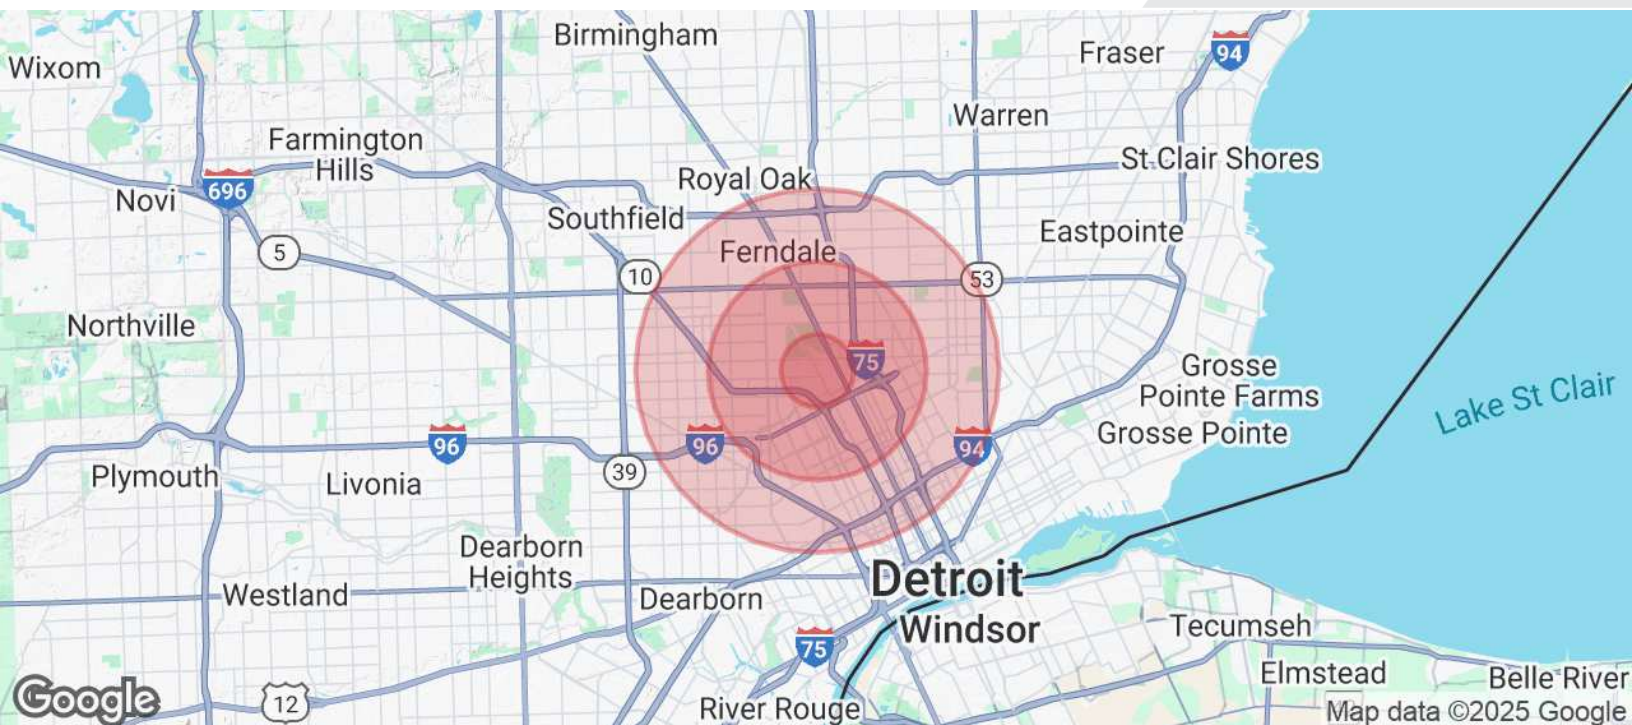 Birmingham
Fraser
94
Wixom
Warren
Farmington
Hills
St Clair Shores
Royal Oak
696
Novi
Southfield
Eastpointe
5
Ferndale
10
53
Northville
75
Grosse
Pointe Farms
Lake St Clair
Grosse Pointe
96
96
94
39
Plymouth
Livonia
Dearborn
Heights
Detroit
Westland
Dearborn
Windsor
Tecumseh
75
Elmstead
Belle River
Google
12
River Rouge
Map data ©2025 Google